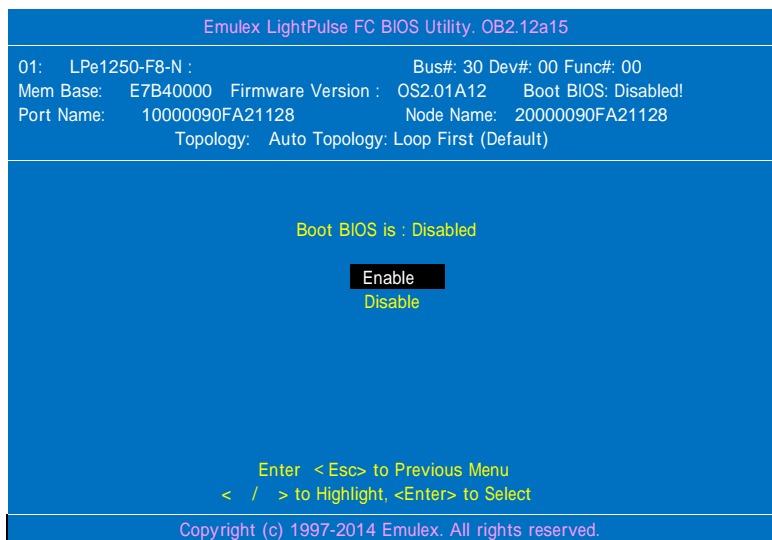 Emulex LightPulse FC BIOS Utility. OB2.12a15
01: LPe1250-F8-N : Bus#: 30 Dev#: 00 Func#: 00
Mem Base: E7B40000 Firmware Version : OS2.01A12 Boot BIOS: Disabled!
Port Name: 10000090FA21128 Node Name: 20000090FA21128
Topology: Auto Topology: Loop First (Default)
Boot BIOS is : Disabled
Enable
Disable
Enter < Esc> to Previous Menu
< / > to Highlight, <Enter> to Select
Copyright (c) 1997-2014 Emulex. All rights reserved.